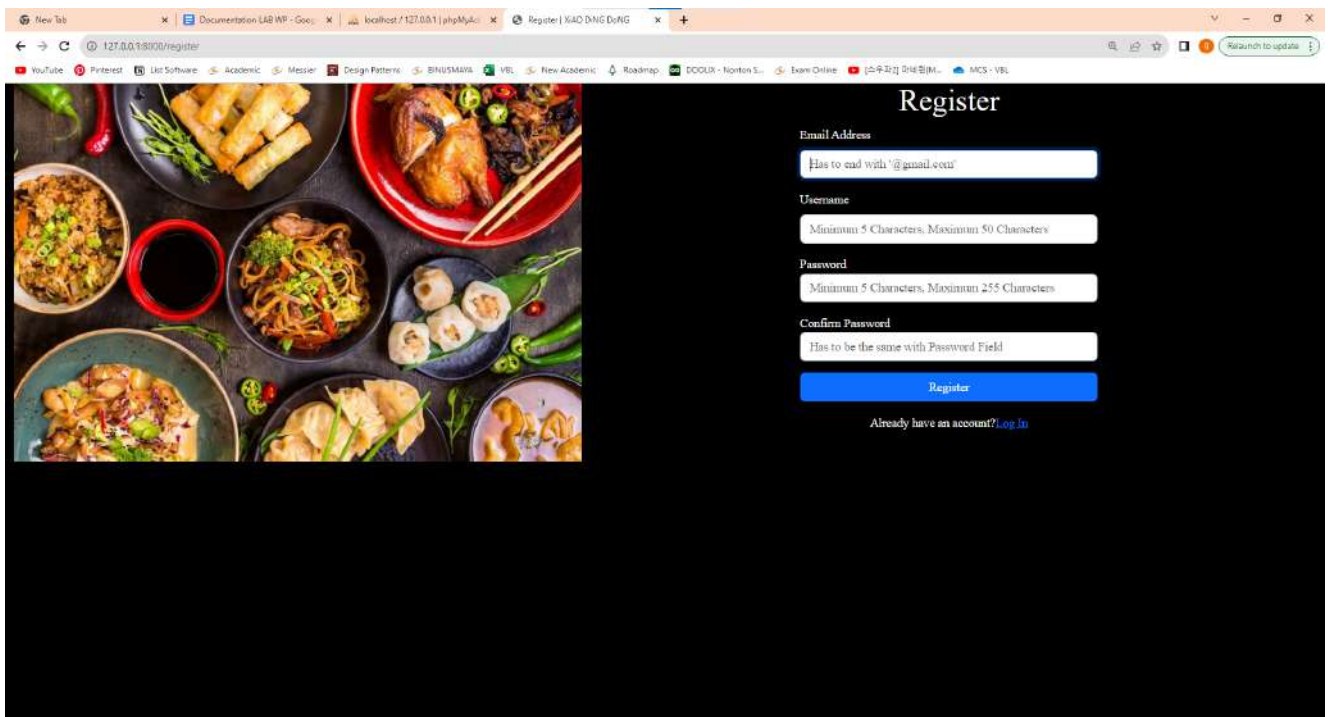 New Tab
Documentation LAB WP - Goog
localhost / 127.0.0.1 | phpMyAd
Register | XiAO DiNG DoNG
127.0.0.1:8000/register
Relaunch to update
YouTube
Pinterest
List Software
Academic
Messier
Design Patterns
BINUSMAYA
VBL
New Academic
Roadmap
Exam Online
MCS - VBL
Register
Email Address
Has to end with '@gmail.com'
Username
Minimum 5 Characters, Maximum 50 Characters
Password
Minimum 5 Characters, Maximum 255 Characters
Confirm Password
Has to be the same with Password Field
Register
Already have an account?Log In